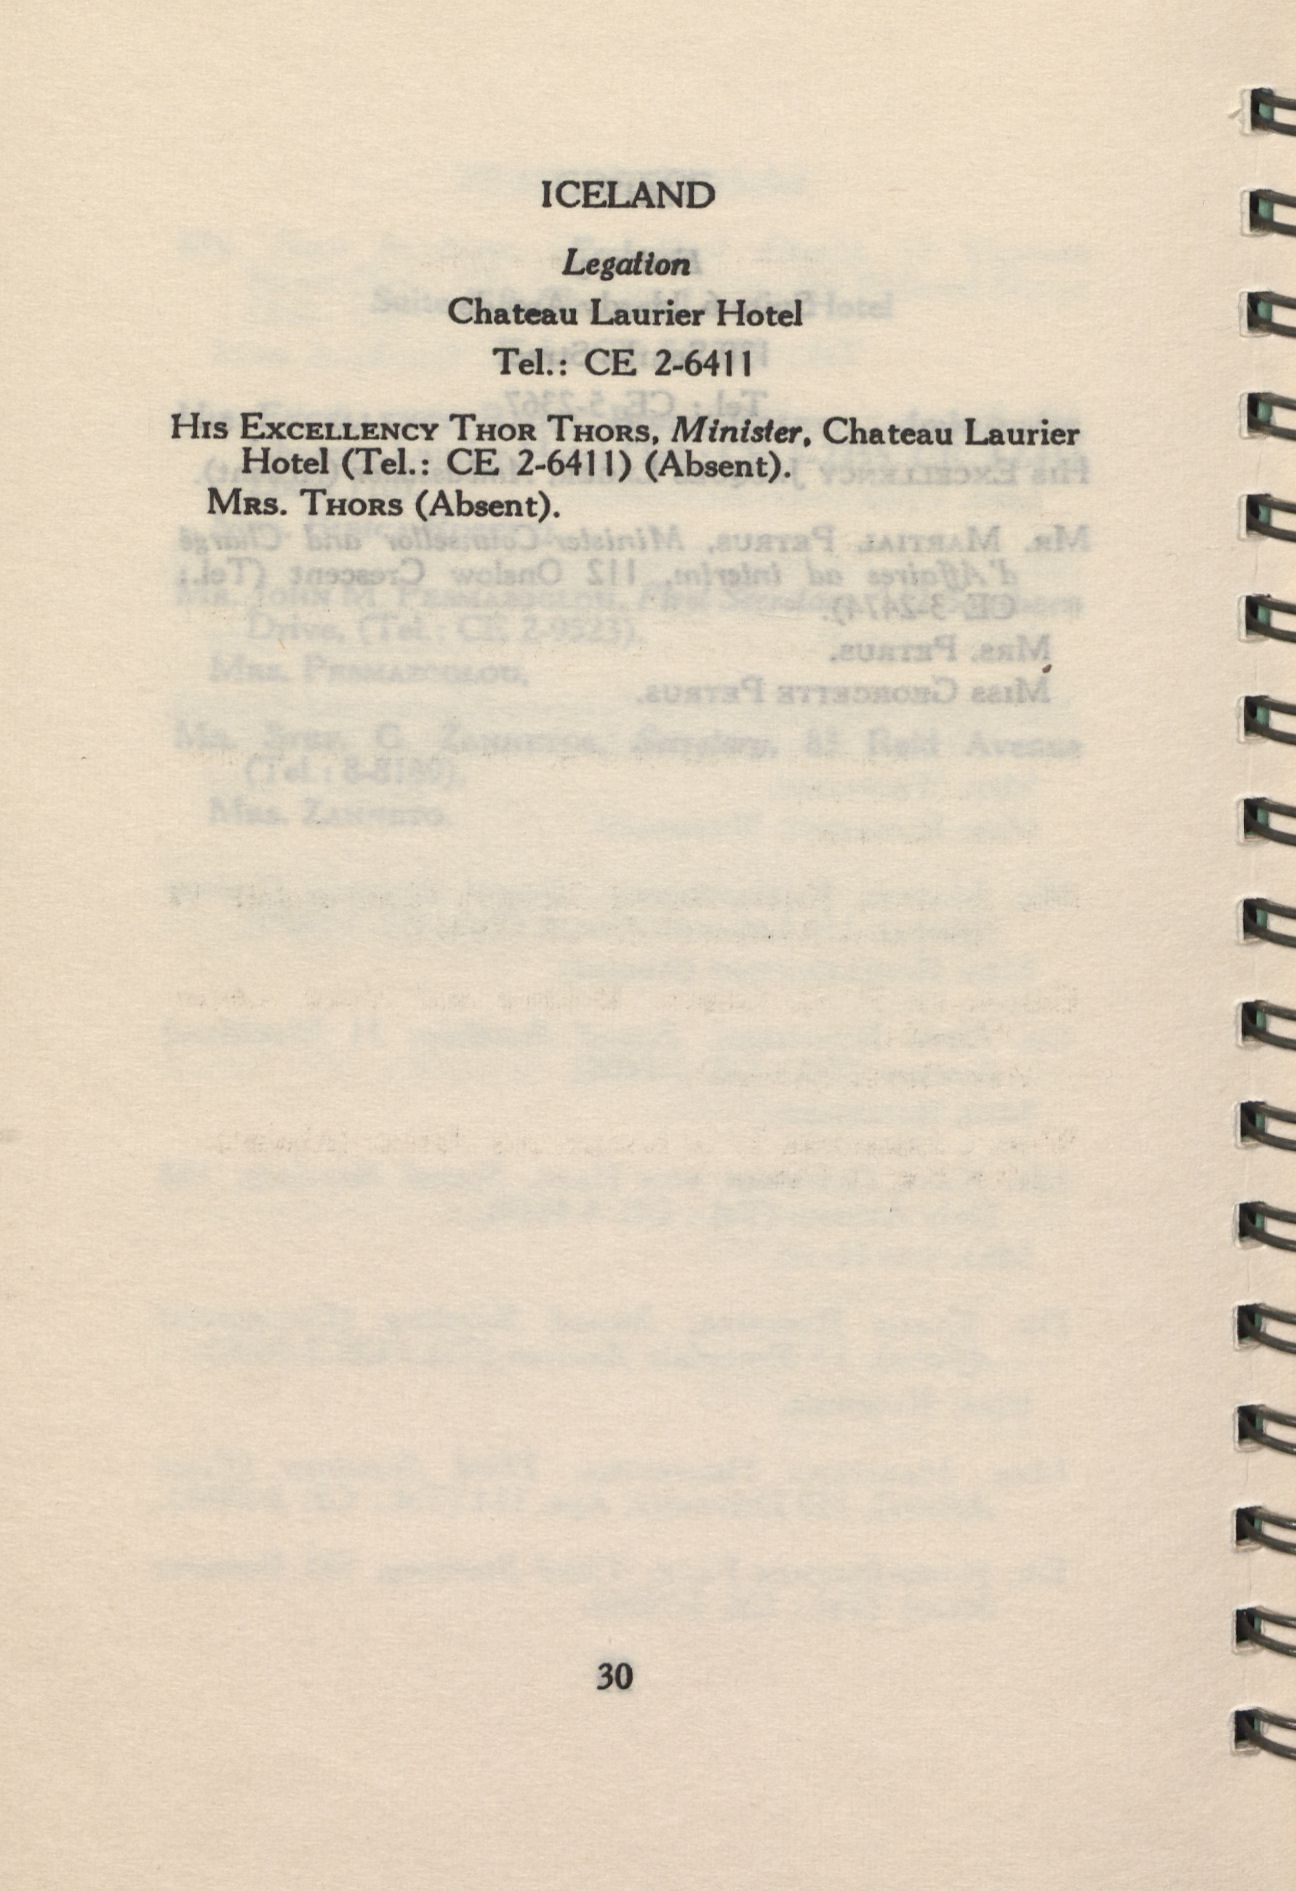 ICELAND
Legation
Chateau Laurier Hotel
Tel.: CE 2-6411
HIS EXCELLENCY THOR THORS, Minister, Chateau Laurier
Hotel (Tel.: CE 2-6411) (Absent).
MRS. THORS (Absent).
30